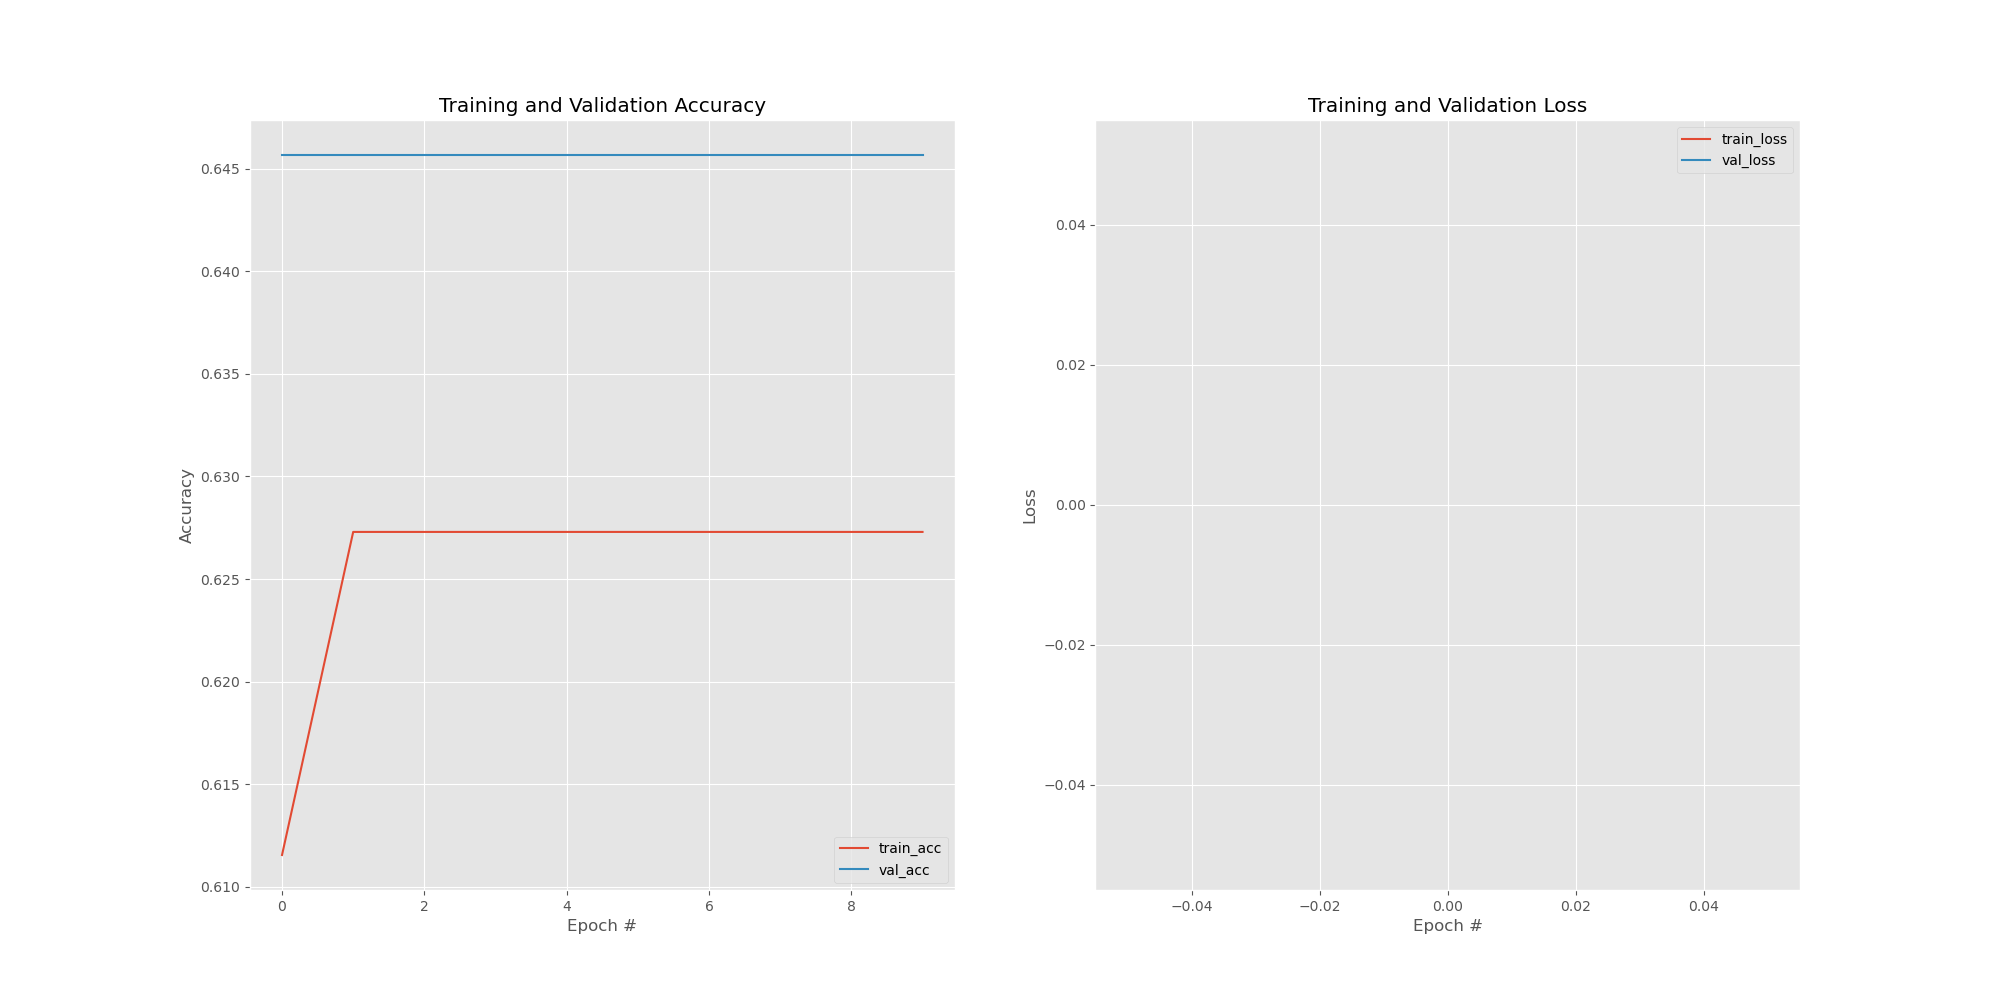 Training and Validation Accuracy
0.645
0.640
0.635
0.630
0.625
0.620
0.615
0.610
Accuracy
0 2 4 6 8
Epoch #
train_acc
val_acc
Training and Validation Loss
0.04
0.02
0.00
−0.02
−0.04
Loss
−0.04 −0.02 0.00 0.02 0.04
Epoch #
train_loss
val_loss